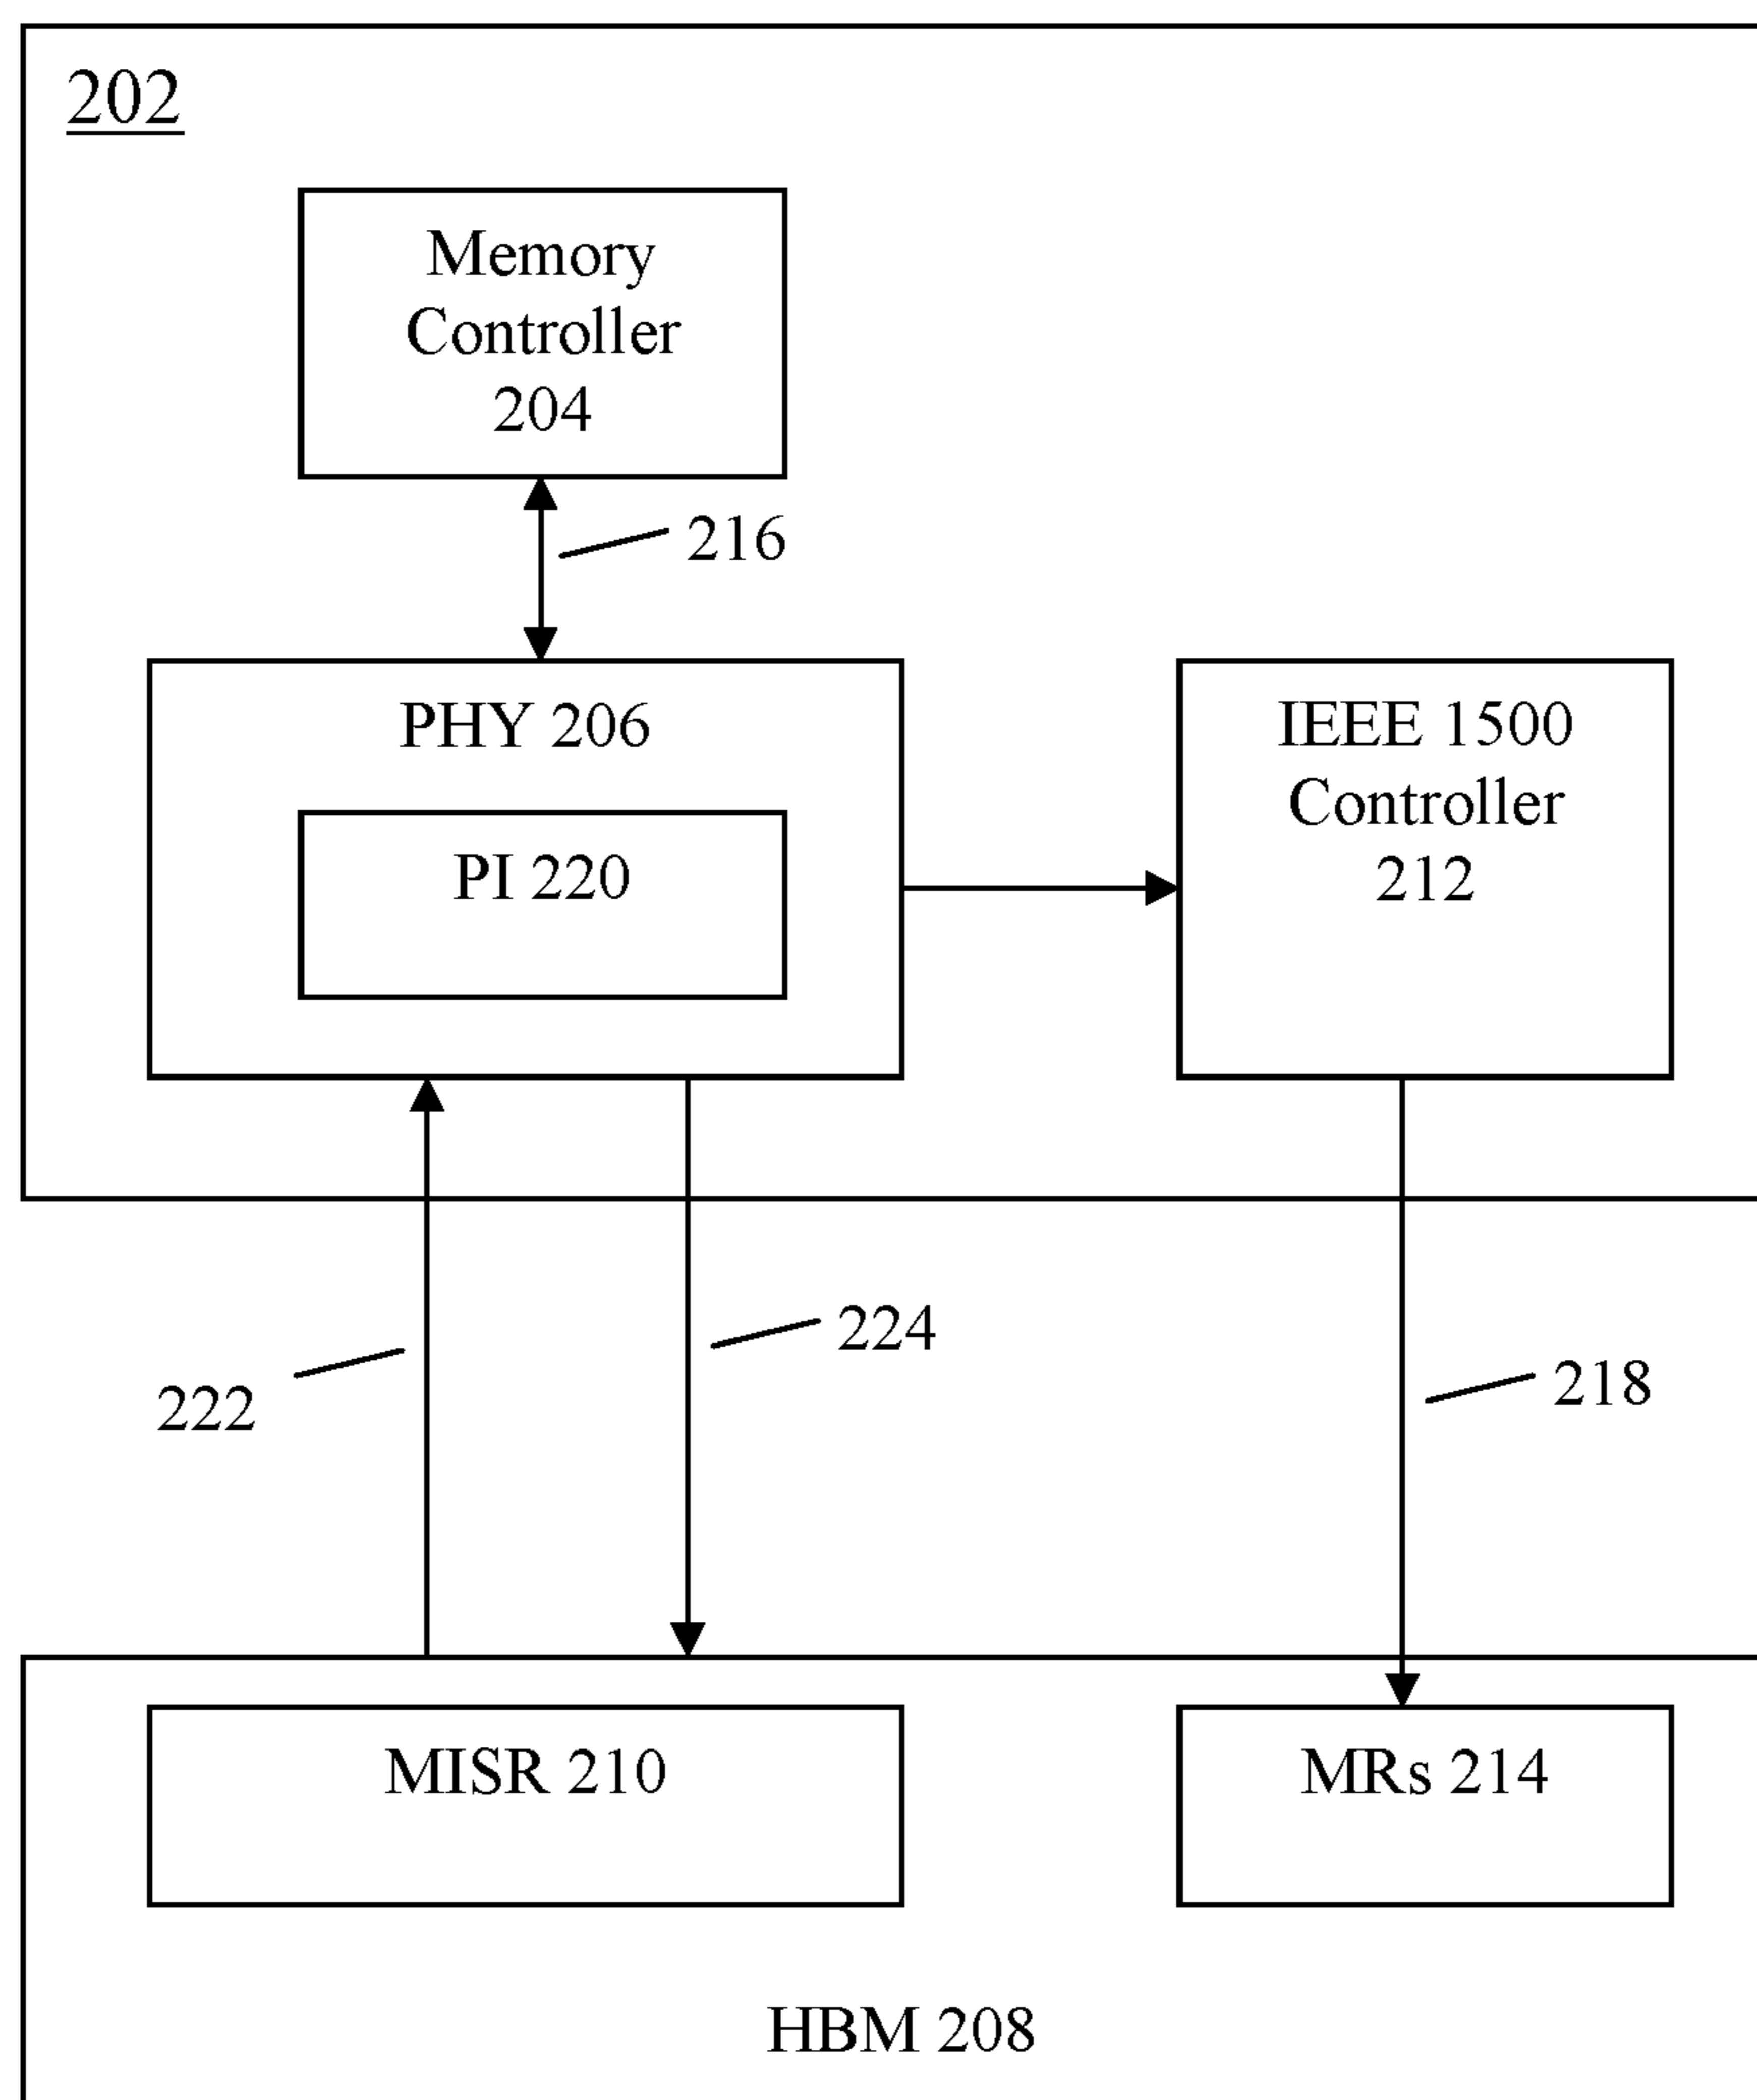 202
Memory
Controller
204
216
PHY 206
PI 220
IEEE 1500
Controller
212
222
224
218
MISR 210
MRs 214
HBM 208